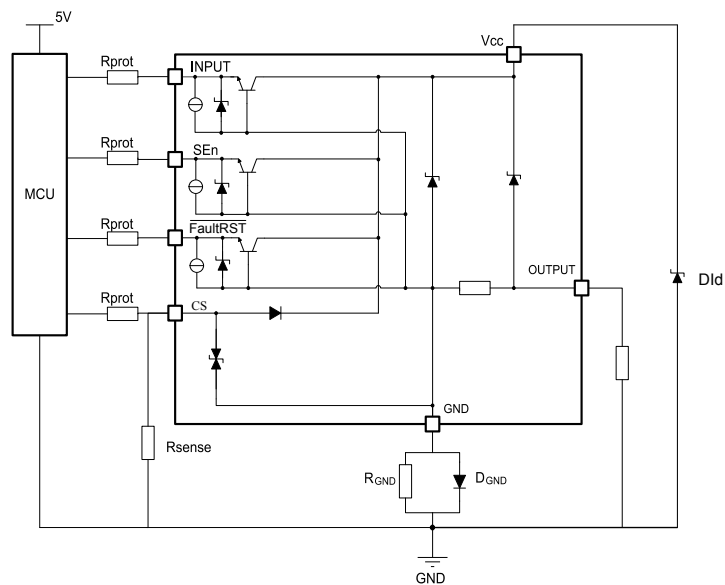 5V
Vcc
Rprot
INPUT
Rprot
SEn
MCU
Rprot
FaultRST
OUTPUT
Dld
Rprot
CS
GND
Rsense
RGND
DGND
GND